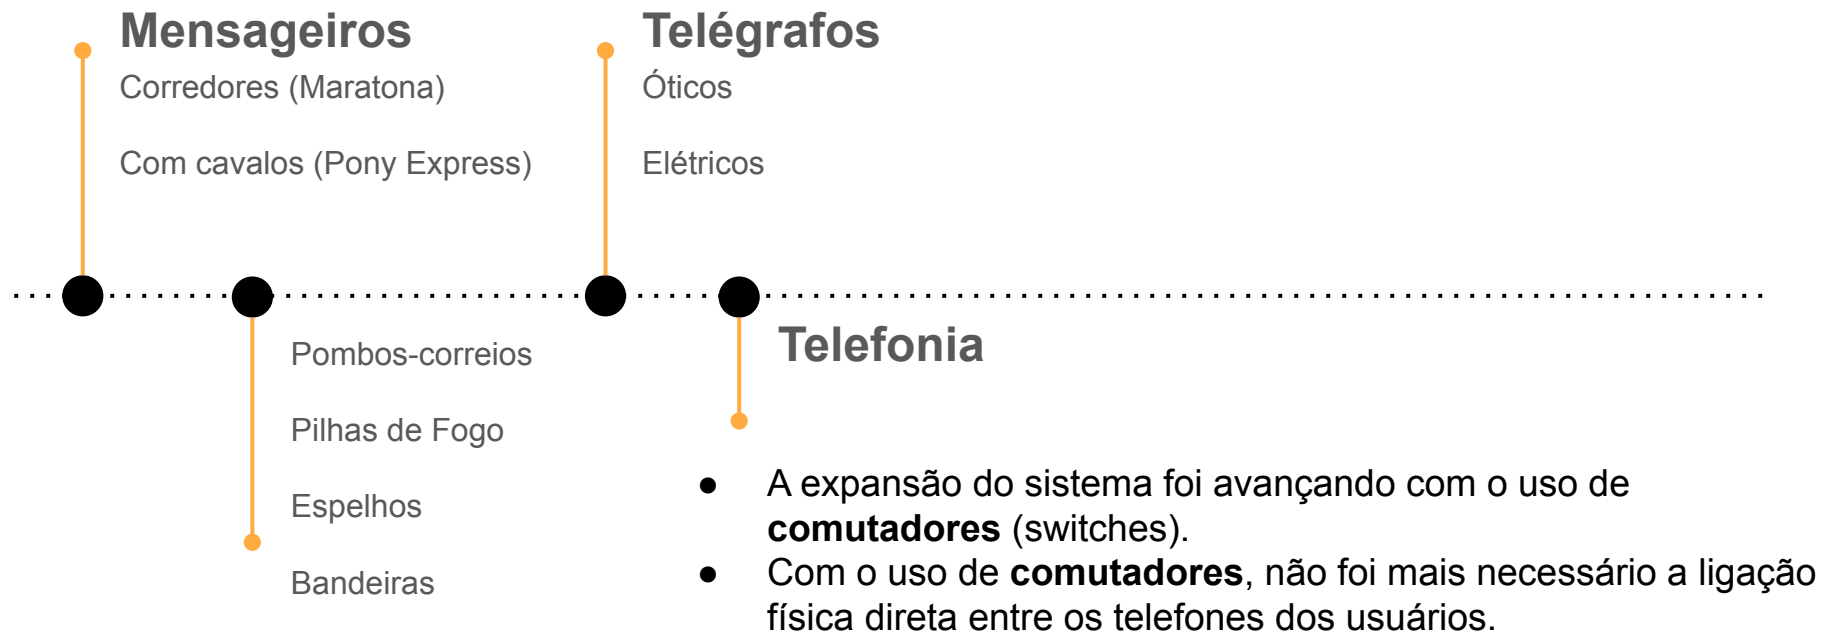 Mensageiros
Corredores (Maratona)
Com cavalos (Pony Express)
Telégrafos
Óticos
Elétricos
Pombos-correios
Pilhas de Fogo
Espelhos
Bandeiras
Telefonia
● A expansão do sistema foi avançando com o uso de
comutadores (switches).
● Com o uso de comutadores, não foi mais necessário a ligação
física direta entre os telefones dos usuários.